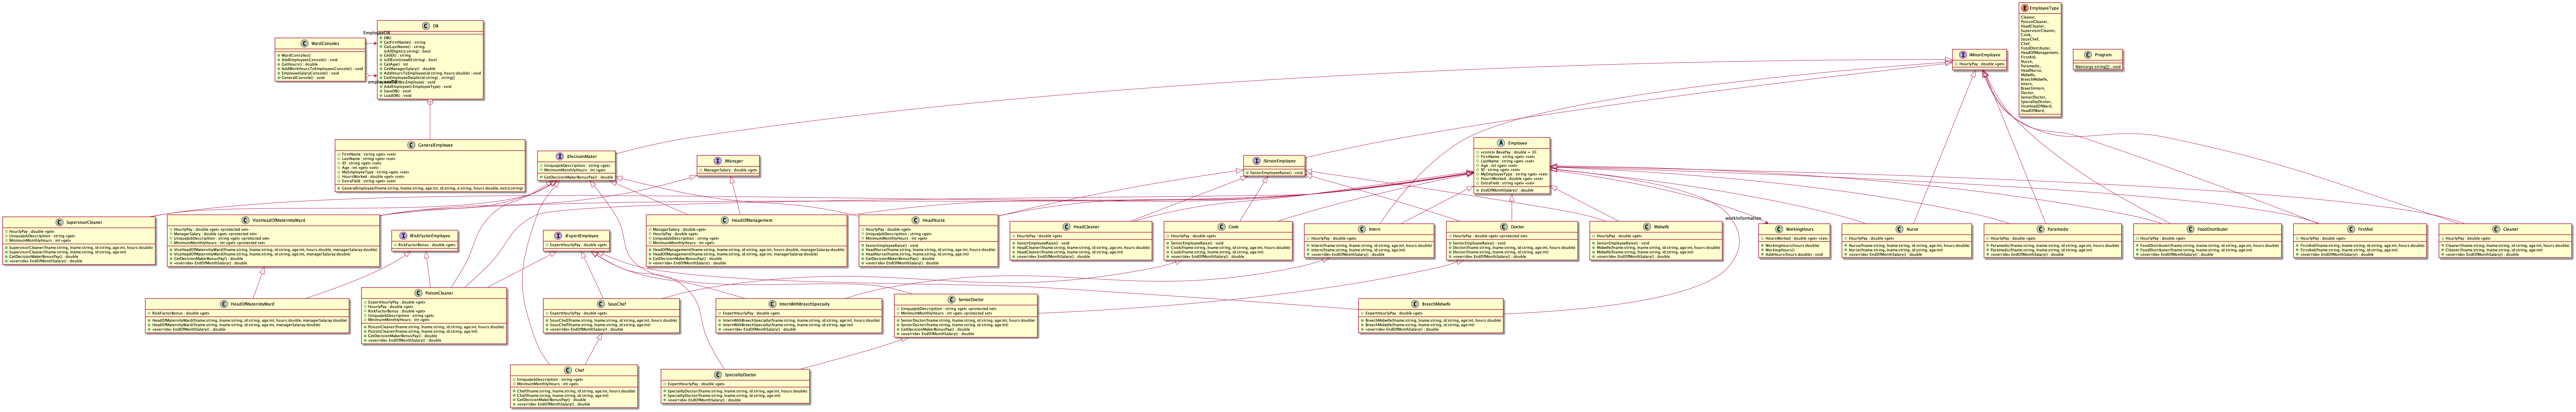 EmployeeType
Cleaner,
PoisonCleaner,
HeadCleaner,
SupervisorCleaner,
Cook,
SousChef,
Chef,
FoodDistributer,
HeadOfManagement,
FirstAid,
Nurse,
Paramedic,
HeadNurse,
Midwife,
BreechMidwife,
Intern,
BreechIntern,
Doctor,
SeniorDoctor,
SpecialityDcotor,
ViceHeadOfWard,
HeadOfWard,
DB
DB()
GetFirstName() : string
GetLastName() : string
IsAllDigits(s:string) : bool
GetID() : string
IsIDExist(newID:string) : bool
GetAge() : int
GetManagerSalary() : double
AddHoursToEmployee(id:string, hours:double) : void
GetEmployeeDetails(id:string) : string[]
AddEmployee(t:EmployeeType) : void
SaveDB() : void
LoadDB() : void
EmployeeDB
WardConsoles
WardConsoles()
AddEmployeesConsole() : void
GetHours() : double
AddWorkHoursToEmployeesConsole() : void
EmployeeSalaryConsole() : void
GeneralConsole() : void
IMinorEmployee
HourlyPay : double «get»
Program
Main(args:string[]) : void
GeneralEmployee
FirstName : string «get» «set»
LastName : string «get» «set»
ID : string «get» «set»
Age : int «get» «set»
MyEmployeeType : string «get» «set»
HoursWorked : double «get» «set»
ExtraField : string «get» «set»
GeneralEmployee(fname:string, lname:string, age:int, id:string, e:string, hours:double, extra:string)
IDecisionMaker
UniqueJobDescription : string «get»
MinimumMonthlyHours : int «get»
GetDecisionMakerBonusPay() : double
IManager
ManagerSalary : double «get»
ISeniorEmployee
SeniorEmployeeRaise() : void
Employee
«const» BasePay : double = 30
FirstName : string «get» «set»
LastName : string «get» «set»
Age : int «get» «set»
ID : string «get» «set»
MyEmployeeType : string «get» «set»
HoursWorked : double «get» «set»
ExtraField : string «get» «set»
EndOfMonthSalary() : double
workInformation
SupervisorCleaner
HourlyPay : double «get»
UniqueJobDescription : string «get»
MinimumMonthlyHours : int «get»
SupervisorCleaner(fname:string, lname:string, id:string, age:int, hours:double)
SupervisorCleaner(fname:string, lname:string, id:string, age:int)
GetDecisionMakerBonusPay() : double
«override» EndOfMonthSalary() : double
ViceHeadOfMaternityWard
HourlyPay : double «get» «protected set»
ManagerSalary : double «get» «protected set»
UniqueJobDescription : string «get» «protected set»
MinimumMonthlyHours : int «get» «protected set»
ViceHeadOfMaternityWard(fname:string, lname:string, id:string, age:int, hours:double, managerSalaray:double)
ViceHeadOfMaternityWard(fname:string, lname:string, id:string, age:int, managerSalaray:double)
GetDecisionMakerBonusPay() : double
«override» EndOfMonthSalary() : double
IRiskFactorEmployee
RiskFactorBonus : double «get»
IExpertEmployee
ExpertHourlyPay : double «get»
HeadOfManagement
ManagerSalary : double «get»
HourlyPay : double «get»
UniqueJobDescription : string «get»
MinimumMonthlyHours : int «get»
HeadOfManagement(fname:string, lname:string, id:string, age:int, hours:double, managerSalaray:double)
HeadOfManagement(fname:string, lname:string, id:string, age:int, managerSalaray:double)
GetDecisionMakerBonusPay() : double
«override» EndOfMonthSalary() : double
HeadNurse
HourlyPay : double «get»
UniqueJobDescription : string «get»
MinimumMonthlyHours : int «get»
SeniorEmployeeRaise() : void
HeadNurse(fname:string, lname:string, id:string, age:int, hours:double)
HeadNurse(fname:string, lname:string, id:string, age:int)
GetDecisionMakerBonusPay() : double
«override» EndOfMonthSalary() : double
HeadCleaner
HourlyPay : double «get»
SeniorEmployeeRaise() : void
HeadCleaner(fname:string, lname:string, id:string, age:int, hours:double)
HeadCleaner(fname:string, lname:string, id:string, age:int)
«override» EndOfMonthSalary() : double
Cook
HourlyPay : double «get»
SeniorEmployeeRaise() : void
Cook(fname:string, lname:string, id:string, age:int, hours:double)
Cook(fname:string, lname:string, id:string, age:int)
«override» EndOfMonthSalary() : double
Intern
HourlyPay : double «get»
Intern(fname:string, lname:string, id:string, age:int, hours:double)
Intern(fname:string, lname:string, id:string, age:int)
«override» EndOfMonthSalary() : double
Doctor
HourlyPay : double «get» «protected set»
SeniorEmployeeRaise() : void
Doctor(fname:string, lname:string, id:string, age:int, hours:double)
Doctor(fname:string, lname:string, id:string, age:int)
«override» EndOfMonthSalary() : double
Midwife
HourlyPay : double «get»
SeniorEmployeeRaise() : void
Midwife(fname:string, lname:string, id:string, age:int, hours:double)
Midwife(fname:string, lname:string, id:string, age:int)
«override» EndOfMonthSalary() : double
WorkingHours
HoursWorked : double «get» «set»
WorkingHours(hours:double)
WorkingHours()
AddHours(hours:double) : void
Nurse
HourlyPay : double «get»
Nurse(fname:string, lname:string, id:string, age:int, hours:double)
Nurse(fname:string, lname:string, id:string, age:int)
«override» EndOfMonthSalary() : double
Paramedic
HourlyPay : double «get»
Paramedic(fname:string, lname:string, id:string, age:int, hours:double)
Paramedic(fname:string, lname:string, id:string, age:int)
«override» EndOfMonthSalary() : double
FoodDistributer
HourlyPay : double «get»
FoodDistributer(fname:string, lname:string, id:string, age:int, hours:double)
FoodDistributer(fname:string, lname:string, id:string, age:int)
«override» EndOfMonthSalary() : double
FirstAid
HourlyPay : double «get»
FirstAid(fname:string, lname:string, id:string, age:int, hours:double)
FirstAid(fname:string, lname:string, id:string, age:int)
«override» EndOfMonthSalary() : double
Cleaner
HourlyPay : double «get»
Cleaner(fname:string, lname:string, id:string, age:int, hours:double)
Cleaner(fname:string, lname:string, id:string, age:int)
«override» EndOfMonthSalary() : double
HeadOfMaternityWard
RiskFactorBonus : double «get»
HeadOfMaternityWard(fname:string, lname:string, id:string, age:int, hours:double, managerSalaray:double)
HeadOfMaternityWard(fname:string, lname:string, id:string, age:int, managerSalaray:double)
«override» EndOfMonthSalary() : double
PoisonCleaner
ExpertHourlyPay : double «get»
HourlyPay : double «get»
RiskFactorBonus : double «get»
UniqueJobDescription : string «get»
MinimumMonthlyHours : int «get»
PoisonCleaner(fname:string, lname:string, id:string, age:int, hours:double)
PoisonCleaner(fname:string, lname:string, id:string, age:int)
GetDecisionMakerBonusPay() : double
«override» EndOfMonthSalary() : double
SousChef
ExpertHourlyPay : double «get»
SousChef(fname:string, lname:string, id:string, age:int, hours:double)
SousChef(fname:string, lname:string, id:string, age:int)
«override» EndOfMonthSalary() : double
InternWithBreechSpecialty
ExpertHourlyPay : double «get»
InternWithBreechSpecialty(fname:string, lname:string, id:string, age:int, hours:double)
InternWithBreechSpecialty(fname:string, lname:string, id:string, age:int)
«override» EndOfMonthSalary() : double
SeniorDoctor
UniqueJobDescription : string «get» «protected set»
MinimumMonthlyHours : int «get» «protected set»
SeniorDoctor(fname:string, lname:string, id:string, age:int, hours:double)
SeniorDoctor(fname:string, lname:string, id:string, age:int)
GetDecisionMakerBonusPay() : double
«override» EndOfMonthSalary() : double
BreechMidwife
ExpertHourlyPay : double «get»
BreechMidwife(fname:string, lname:string, id:string, age:int, hours:double)
BreechMidwife(fname:string, lname:string, id:string, age:int)
«override» EndOfMonthSalary() : double
Chef
UniqueJobDescription : string «get»
MinimumMonthlyHours : int «get»
Chef(fname:string, lname:string, id:string, age:int, hours:double)
Chef(fname:string, lname:string, id:string, age:int)
GetDecisionMakerBonusPay() : double
«override» EndOfMonthSalary() : double
SpecialityDoctor
ExpertHourlyPay : double «get»
SpecialityDoctor(fname:string, lname:string, id:string, age:int, hours:double)
SpecialityDoctor(fname:string, lname:string, id:string, age:int)
«override» EndOfMonthSalary() : double